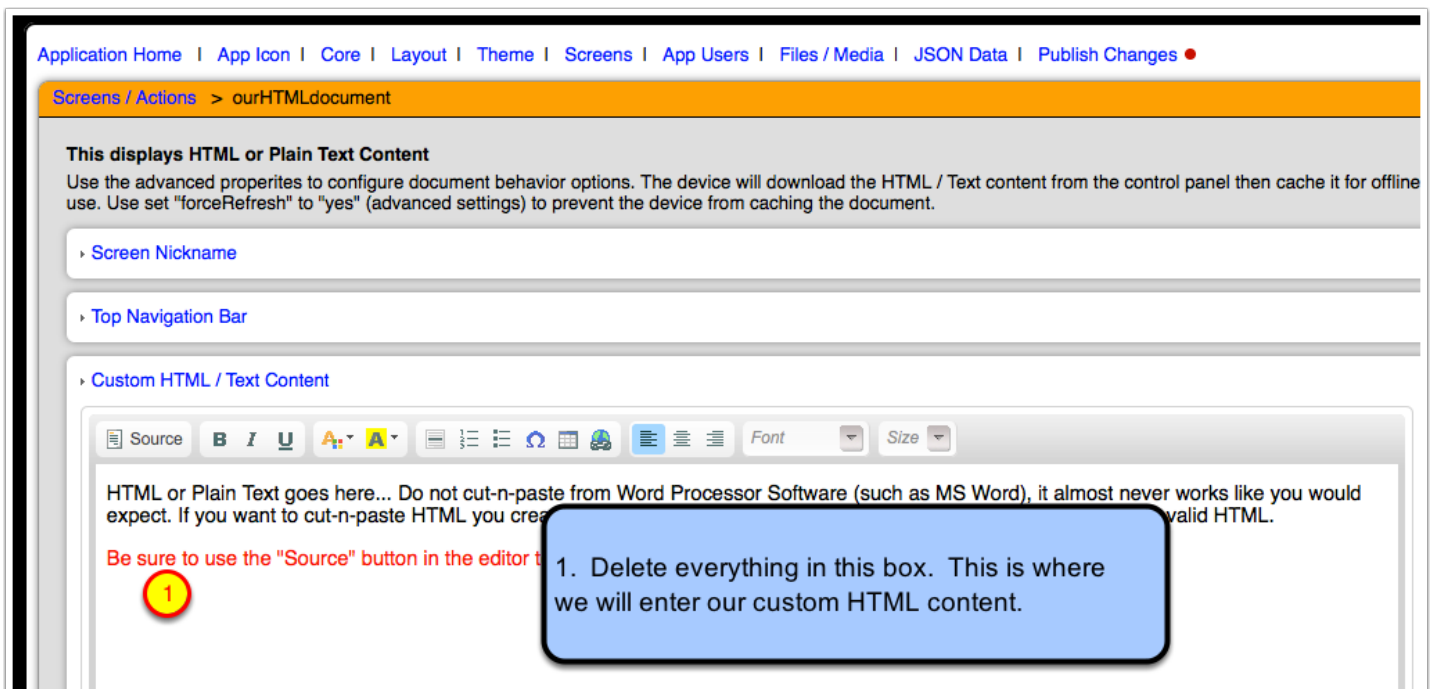 Application Home | App Icon | Core | Layout | Theme | Screens | App Users | Files / Media | JSON Data | Publish Changes
Screens / Actions > ourHTMLdocument
This displays HTML or Plain Text Content
Use the advanced properites to configure document behavior options. The device will download the HTML / Text content from the control panel then cache it for offline
use. Use set "forceRefresh" to "yes" (advanced settings) to prevent the device from caching the document.
Screen Nickname
Top Navigation Bar
Custom HTML / Text Content
Source B I U A A Ω Font Size
HTML or Plain Text goes here... Do not cut-n-paste from Word Processor Software (such as MS Word), it almost never works like you would
expect. If you want to cut-n-paste HTML you crea valid HTML.
Be sure to use the "Source" button in the editor t
1
1. Delete everything in this box. This is where
we will enter our custom HTML content.